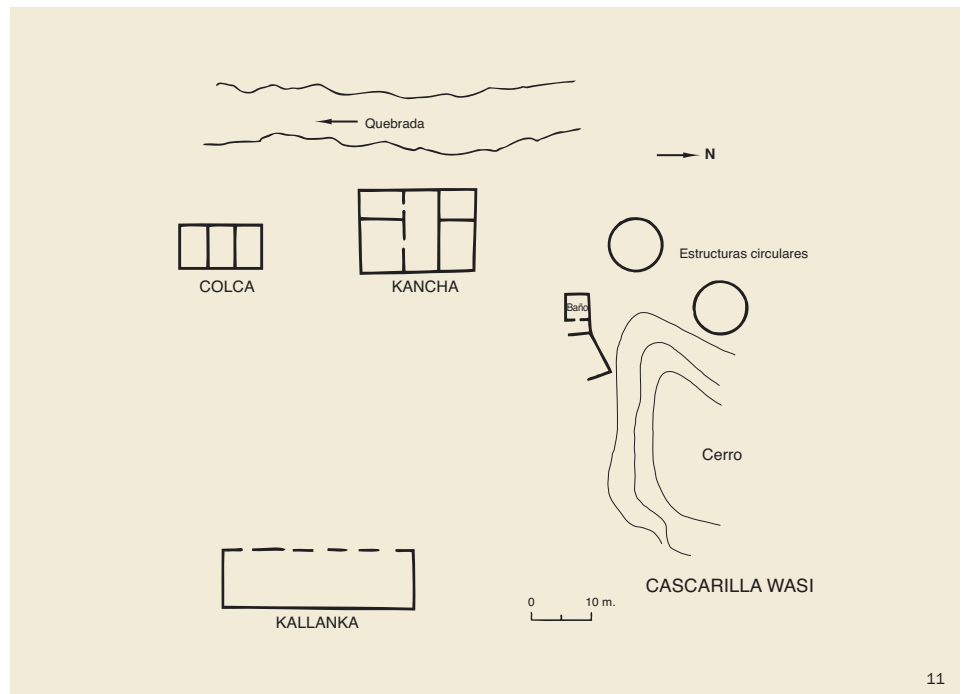 Quebrada
N
Estructuras circulares
COLCA
KANCHA
Baño
Cerro
CASCARILLA WASI
0 10 m.
KALLANKA
11